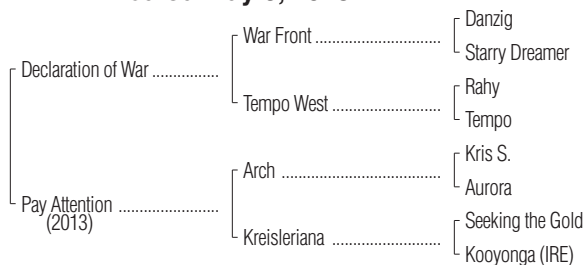 Danzig
War Front ....................
Starry Dreamer
Declaration of War ............
Rahy
Tempo West ....................
Tempo
Kris S.
Arch ....................
Aurora
Pay Attention ....................
(2013)
Seeking the Gold
Kreisleriana ....................
Kooyonga (IRE)